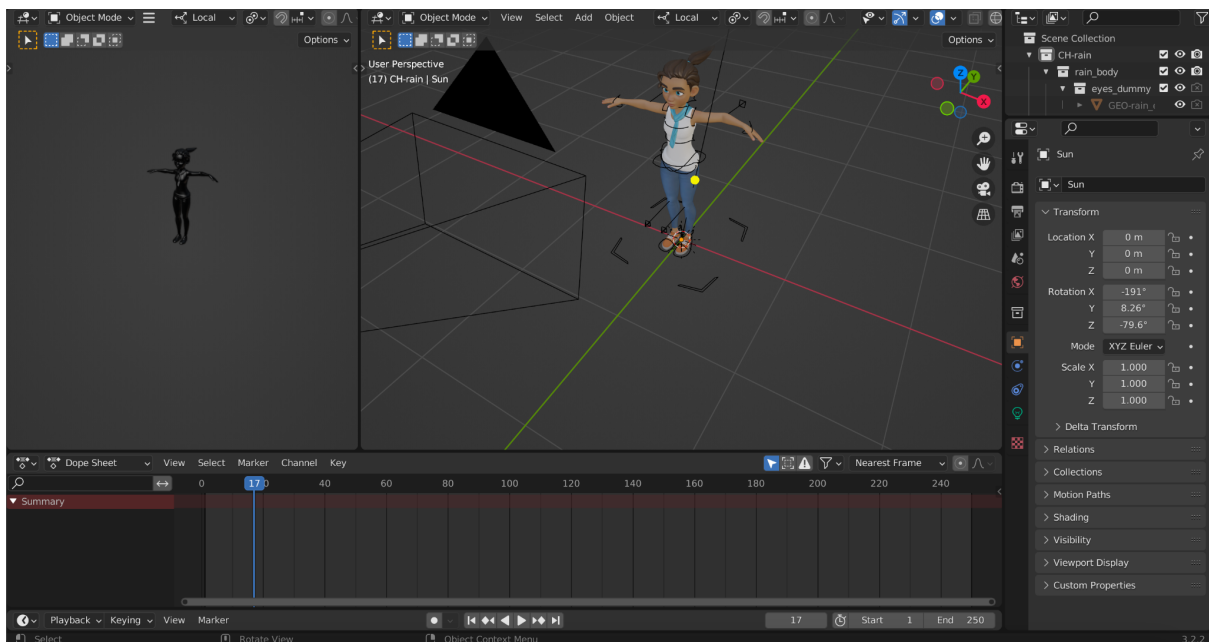 Object Mode
Local
Options
Object Mode View Select Add Object Local
Options
User Perspective
(17) CH-rain | Sun
Z
Y
X
Scene Collection
CH-rain
rain_body
eyes_dummy
GEO-rain_
Sun
Sun
Transform
Location X 0 m
Y 0 m
Z 0 m
Rotation X -191°
Y 8.26°
Z -79.6°
Mode XYZ Euler
Scale X 1.000
Y 1.000
Z 1.000
Delta Transform
Relations
Collections
Motion Paths
Shading
Visibility
Viewport Display
Custom Properties
Dope Sheet View Select Marker Channel Key Nearest Frame
0 17 40 60 80 100 120 140 160 180 200 220 240
Summary
Playback Keying View Marker 17 Start 1 End 250
Select Rotate View Object Context Menu 3.2.2